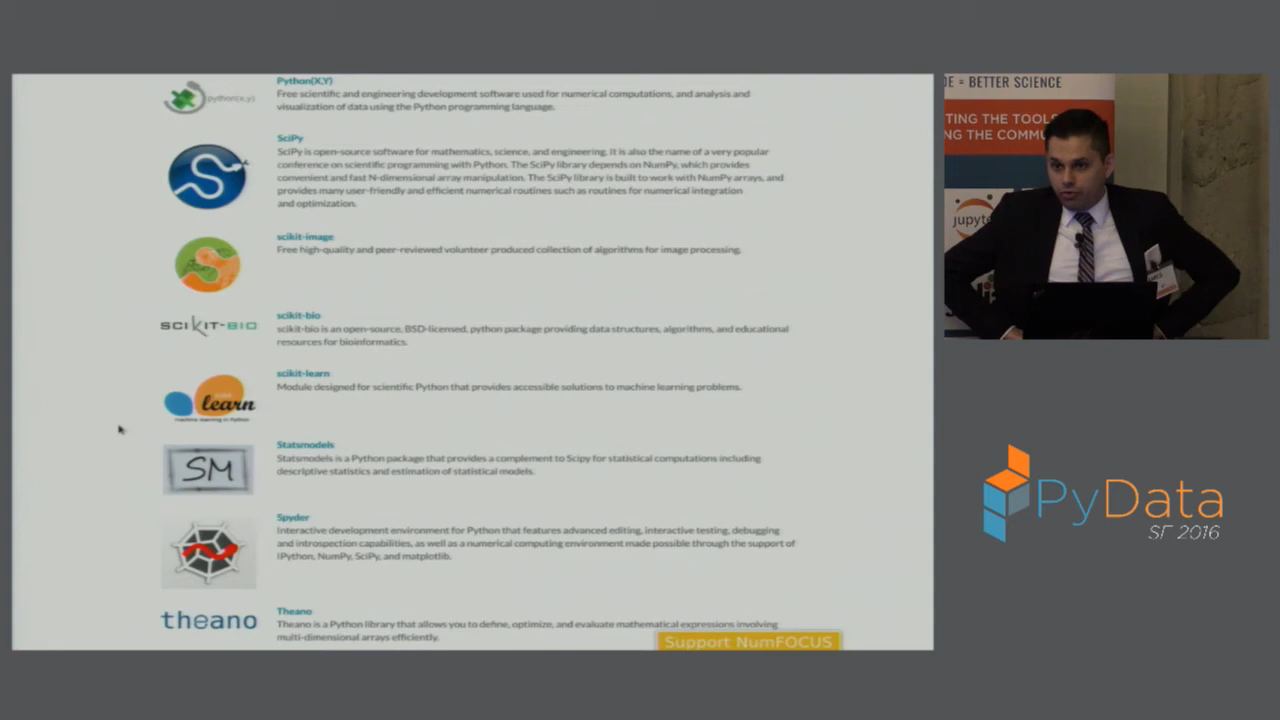 python(x,y)
Python(X,Y)
Free scientific and engineering development software used for numerical computations, and analysis and
visualization of data using the Python programming language.
SciPy
SciPy is open-source software for mathematics, science, and engineering. It is also the name of a very popular
conference on scientific programming with Python. The SciPy library depends on NumPy, which provides
convenient and fast N-dimensional array manipulation. The SciPy library is built to work with NumPy arrays, and
provides many user-friendly and efficient numerical routines such as routines for numerical integration
and optimization.
scikit-image
Free high-quality and peer-reviewed volunteer produced collection of algorithms for image processing.
SCIKIT-BIO
scikit-bio
scikit-bio is an open-source, BSD-licensed, python package providing data structures, algorithms, and educational
resources for bioinformatics.
learn
machine learning in Python
scikit-learn
Module designed for scientific Python that provides accessible solutions to machine learning problems.
SM
Statsmodels
Statsmodels is a Python package that provides a complement to Scipy for statistical computations including
descriptive statistics and estimation of statistical models.
Spyder
Interactive development environment for Python that features advanced editing, interactive testing, debugging
and introspection capabilities, as well as a numerical computing environment made possible through the support of
IPython, NumPy, SciPy, and matplotlib.
theano
Theano
Theano is a Python library that allows you to define, optimize, and evaluate mathematical expressions involving
multi-dimensional arrays efficiently.
Support NumFOCUS
DE = BETTER SCIENCE
TING THE TOOLS
NG THE COMMU
jupyte
PyData
SF 2016